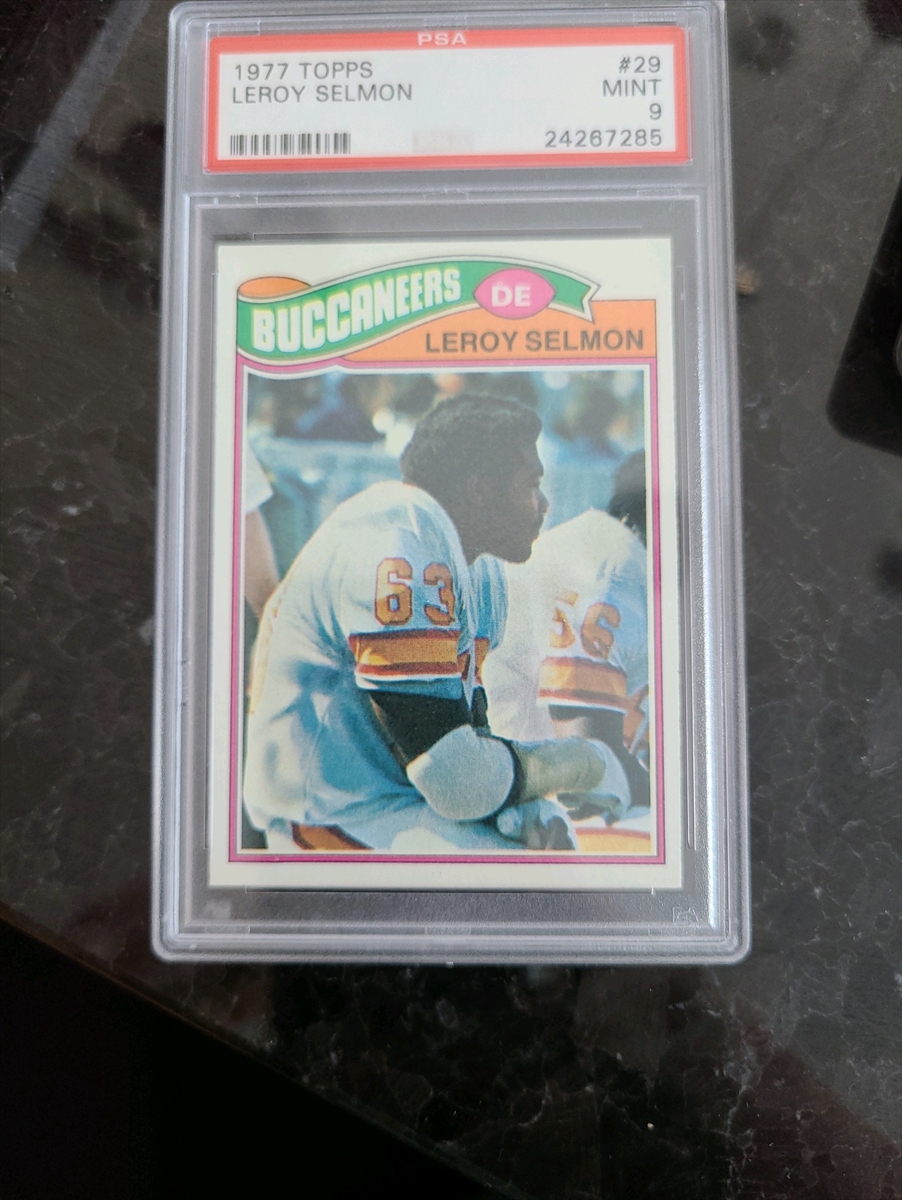 PSA
1977 TOPPS #29
LEROY SELMON MINT
9
24267285
BUCCANEERS DE
LEROY SELMON
63
56